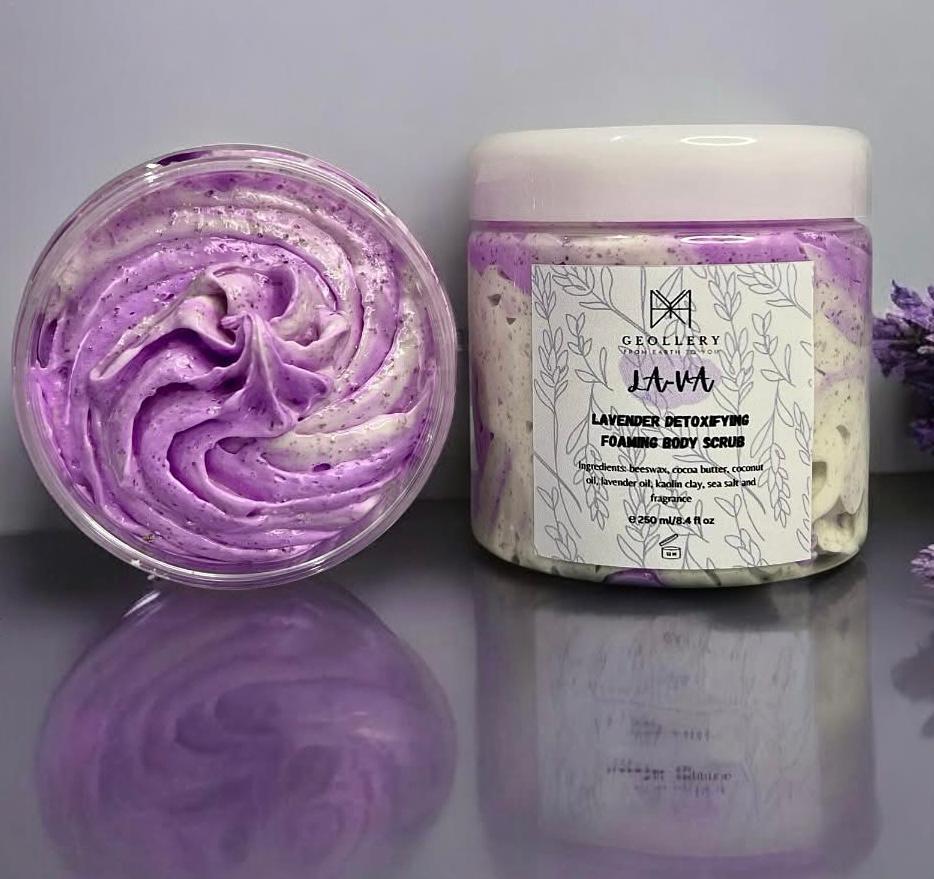 GEOLLERY
FROM EARTH TO YOU
LA-VA
LAVENDER DETOXIFYING
FOAMING BODY SCRUB
Ingredients: beeswax, cocoa butter, coconut
oil, lavender oil, kaolin clay, sea salt and
fragrance
℮ 250 ml/8.4 fl oz